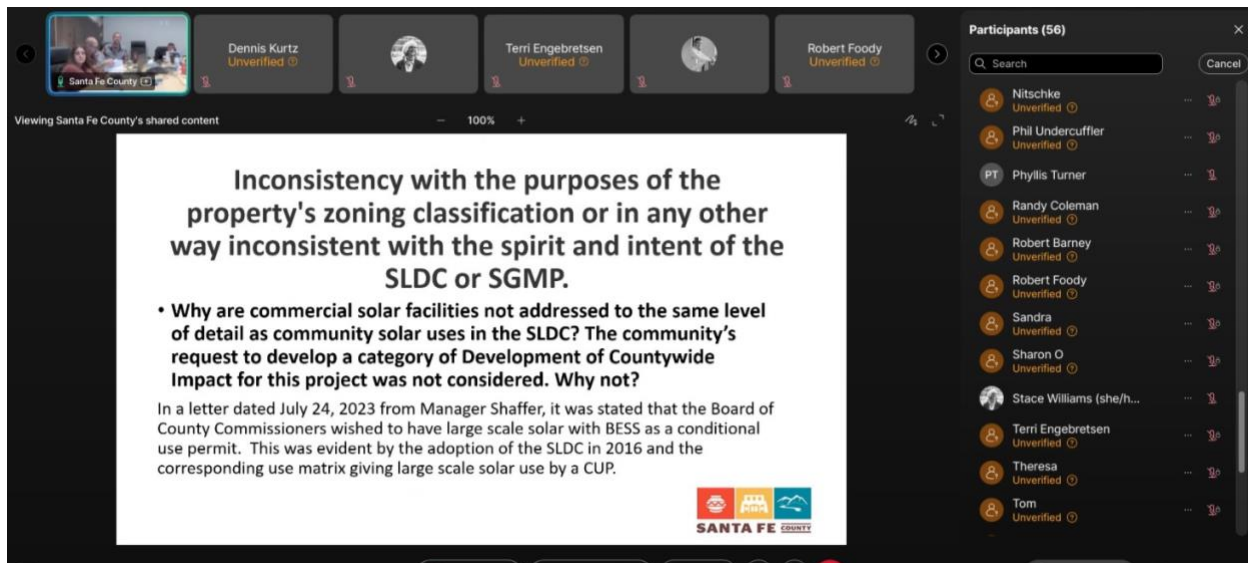 Santa Fe County
Dennis Kurtz
Unverified
Terri Engebretsen
Unverified
Robert Foody
Unverified
Viewing Santa Fe County's shared content
− 100% +
Inconsistency with the purposes of the
property's zoning classification or in any other
way inconsistent with the spirit and intent of the
SLDC or SGMP.
• Why are commercial solar facilities not addressed to the same level
of detail as community solar uses in the SLDC? The community's
request to develop a category of Development of Countywide
Impact for this project was not considered. Why not?
In a letter dated July 24, 2023 from Manager Shaffer, it was stated that the Board of
County Commissioners wished to have large scale solar with BESS as a conditional
use permit. This was evident by the adoption of the SLDC in 2016 and the
corresponding use matrix giving large scale solar use by a CUP.
SANTA FE COUNTY
Participants (56)
Search
Cancel
Nitschke
Unverified
Phil Undercuffler
Unverified
PT Phyllis Turner
Randy Coleman
Unverified
Robert Barney
Unverified
Robert Foody
Unverified
Sandra
Unverified
Sharon O
Unverified
Stace Williams (she/h...
Terri Engebretsen
Unverified
Theresa
Unverified
Tom
Unverified